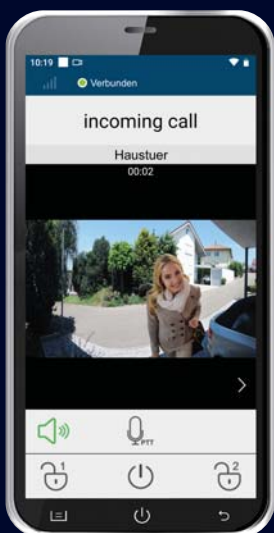 10:19
Verbunden
incoming call
Haustuer
00:02
PTT
1
2